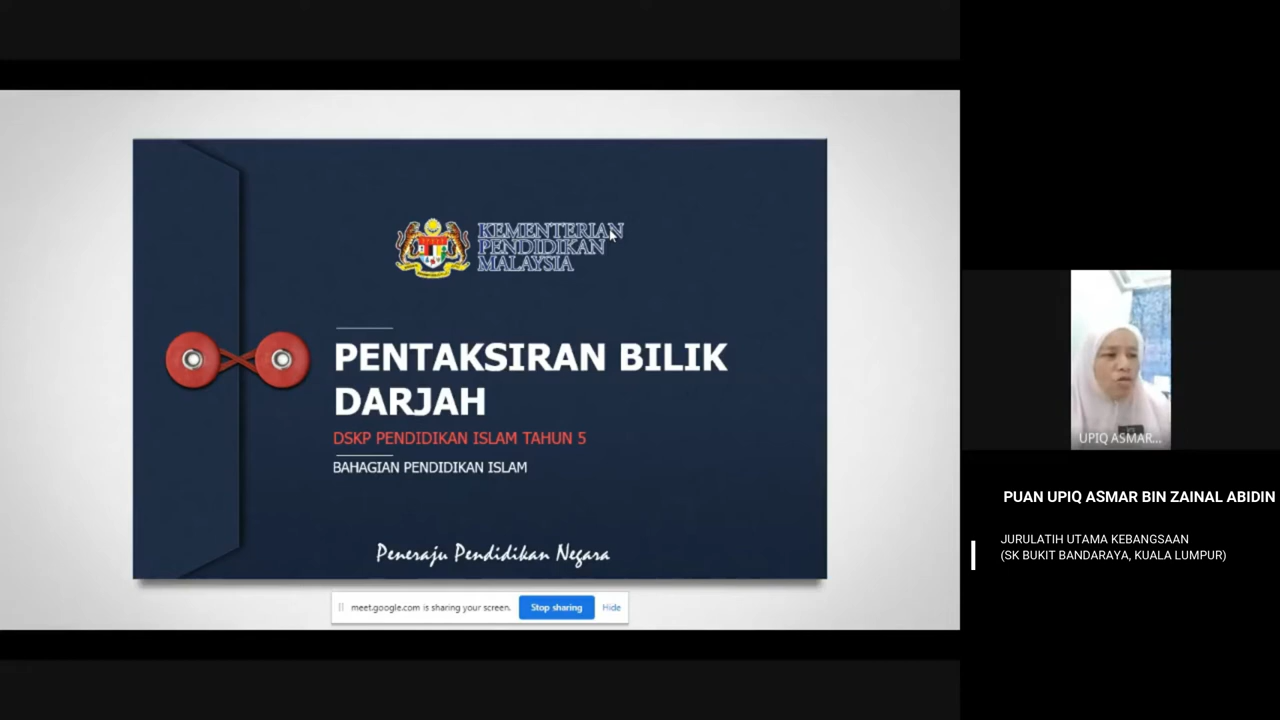 KEMENTERIAN
PENDIDIKAN
MALAYSIA
PENTAKSIRAN BILIK
DARJAH
DSKP PENDIDIKAN ISLAM TAHUN 5
BAHAGIAN PENDIDIKAN ISLAM
Peneraju Pendidikan Negara
meet.google.com is sharing your screen.
Stop sharing
Hide
UPIQ ASMAR...
PUAN UPIQ ASMAR BIN ZAINAL ABIDIN
JURULATIH UTAMA KEBANGSAAN
(SK BUKIT BANDARAYA, KUALA LUMPUR)